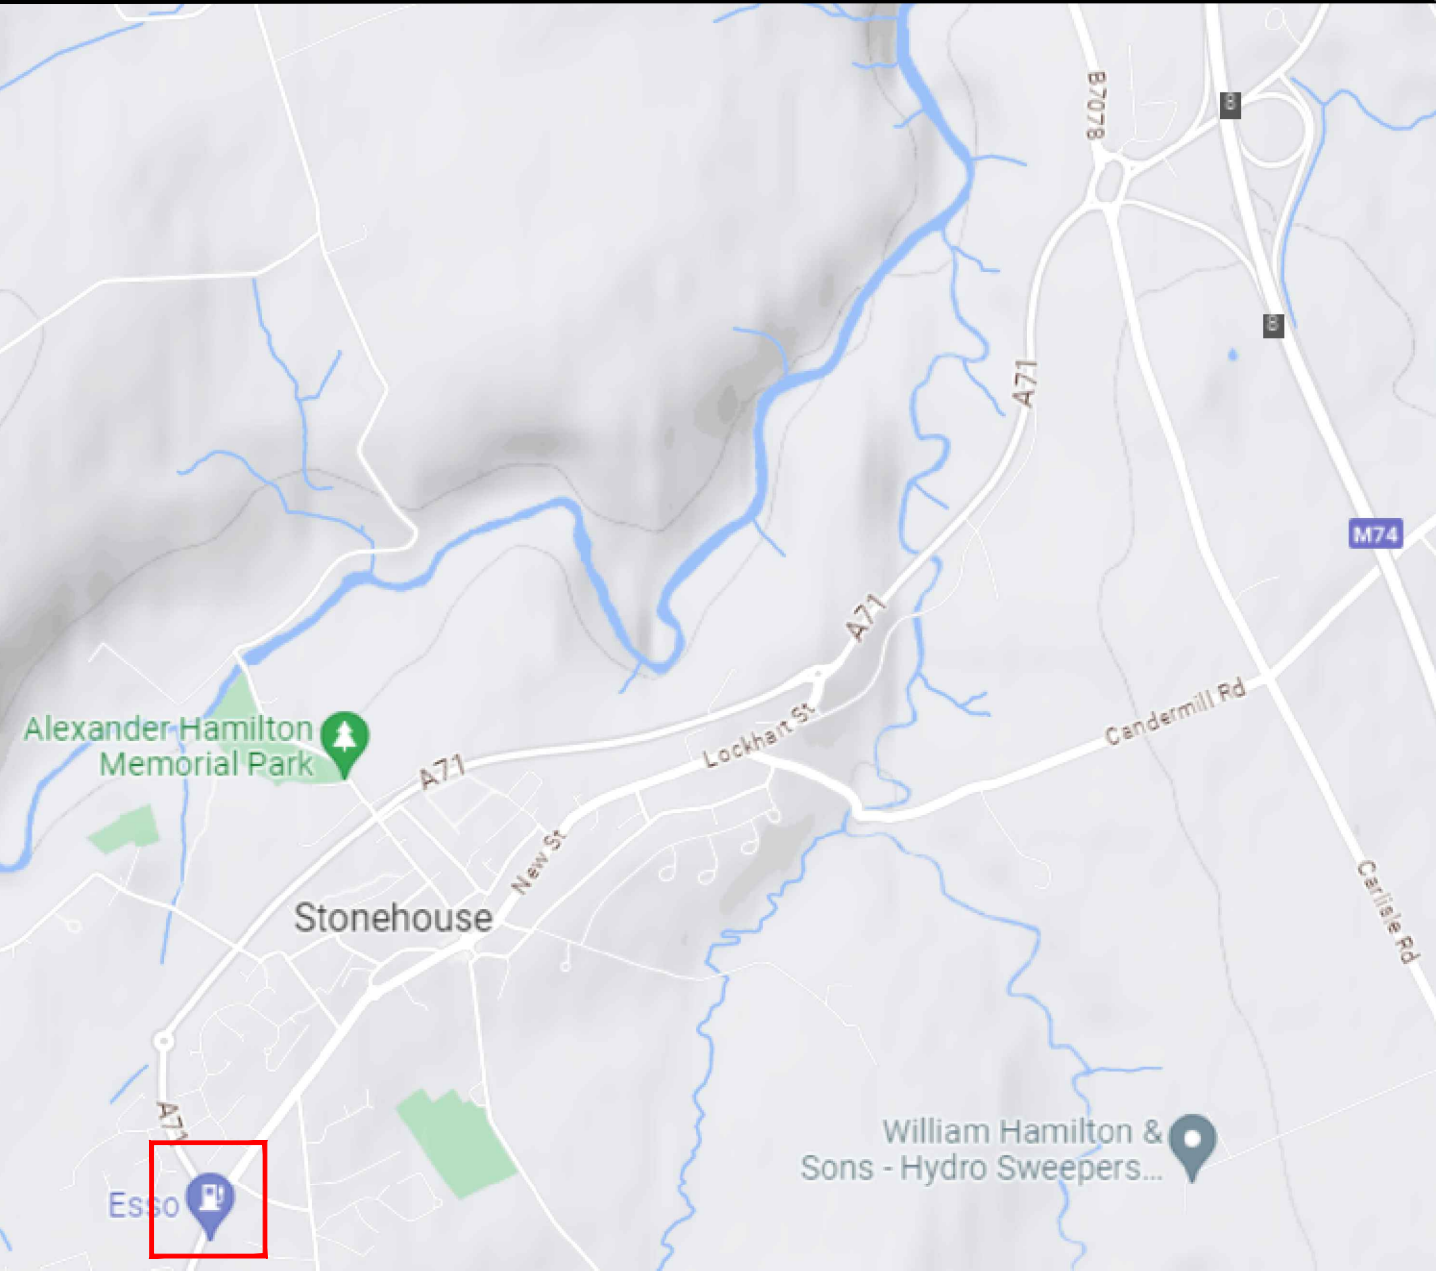 B7078
8
8
A71
M74
A71
Candermill Rd
Lockhart St
Alexander Hamilton
Memorial Park
A71
New St
Carlisle Rd
Stonehouse
A71
William Hamilton &
Sons - Hydro Sweepers...
Esso